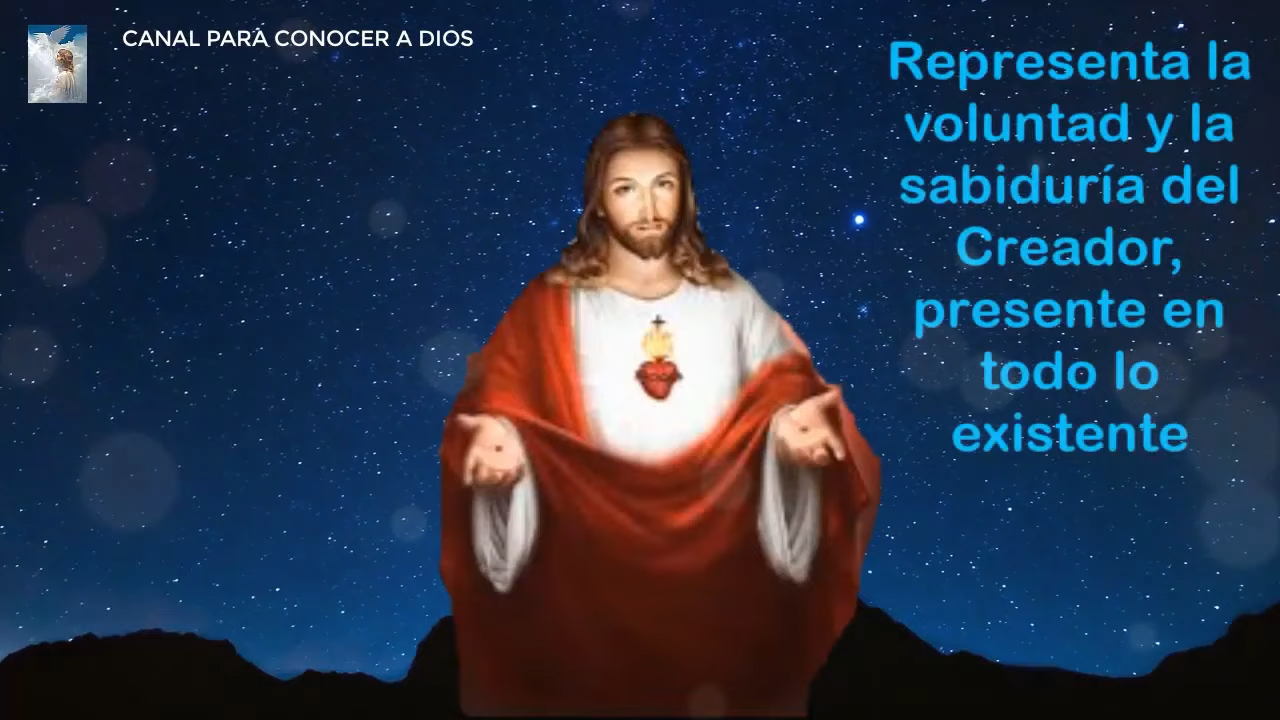 CANAL PARA CONOCER A DIOS
Representa la
voluntad y la
sabiduría del
Creador,
presente en
todo lo
existente